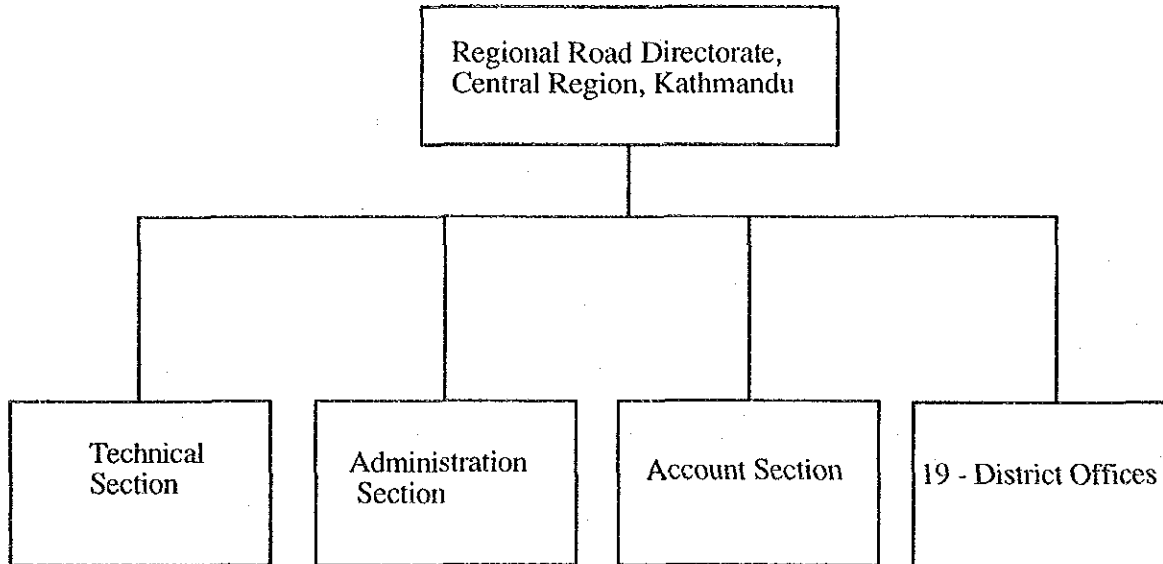 Regional Road Directorate,
Central Region, Kathmandu
Technical
Section
Administration
Section
Account Section
19 - District Offices